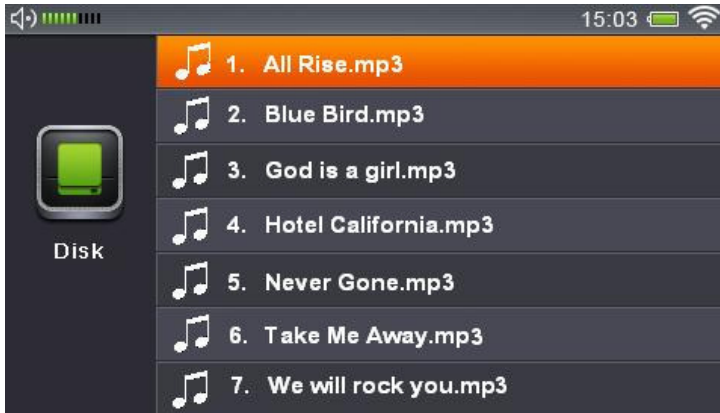 15:03
1. All Rise.mp3
2. Blue Bird.mp3
3. God is a girl.mp3
4. Hotel California.mp3
Disk
5. Never Gone.mp3
6. Take Me Away.mp3
7. We will rock you.mp3